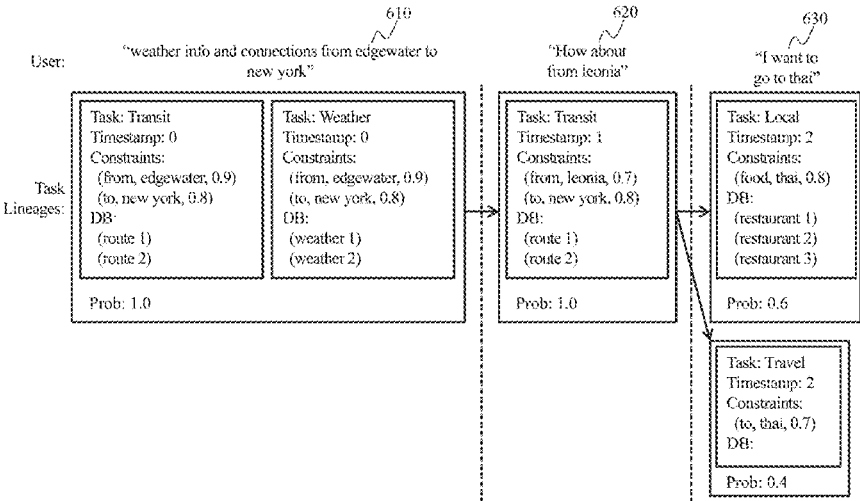 610
620
630
User:
“weather info and connections from edgewater to
new york”
“How about
from leonia”
“I want to
go to thai”
Task
Lineages:
Task: Transit
Timestamp: 0
Constraints:
(from, edgewater, 0.9)
(to, new york, 0.8)
DB:
(route 1)
(route 2)
Task: Weather
Timestamp: 0
Constraints:
(from, edgewater, 0.9)
(to, new york, 0.8)
DB:
(weather 1)
(weather 2)
Prob: 1.0
Task: Transit
Timestamp: 1
Constraints:
(from, leonia, 0.7)
(to, new york, 0.8)
DB:
(route 1)
(route 2)
Prob: 1.0
Task: Local
Timestamp: 2
Constraints:
(food, thai, 0.8)
DB:
(restaurant 1)
(restaurant 2)
(restaurant 3)
Prob: 0.6
Task: Travel
Timestamp: 2
Constraints:
(to, thai, 0.7)
DB:
Prob: 0.4